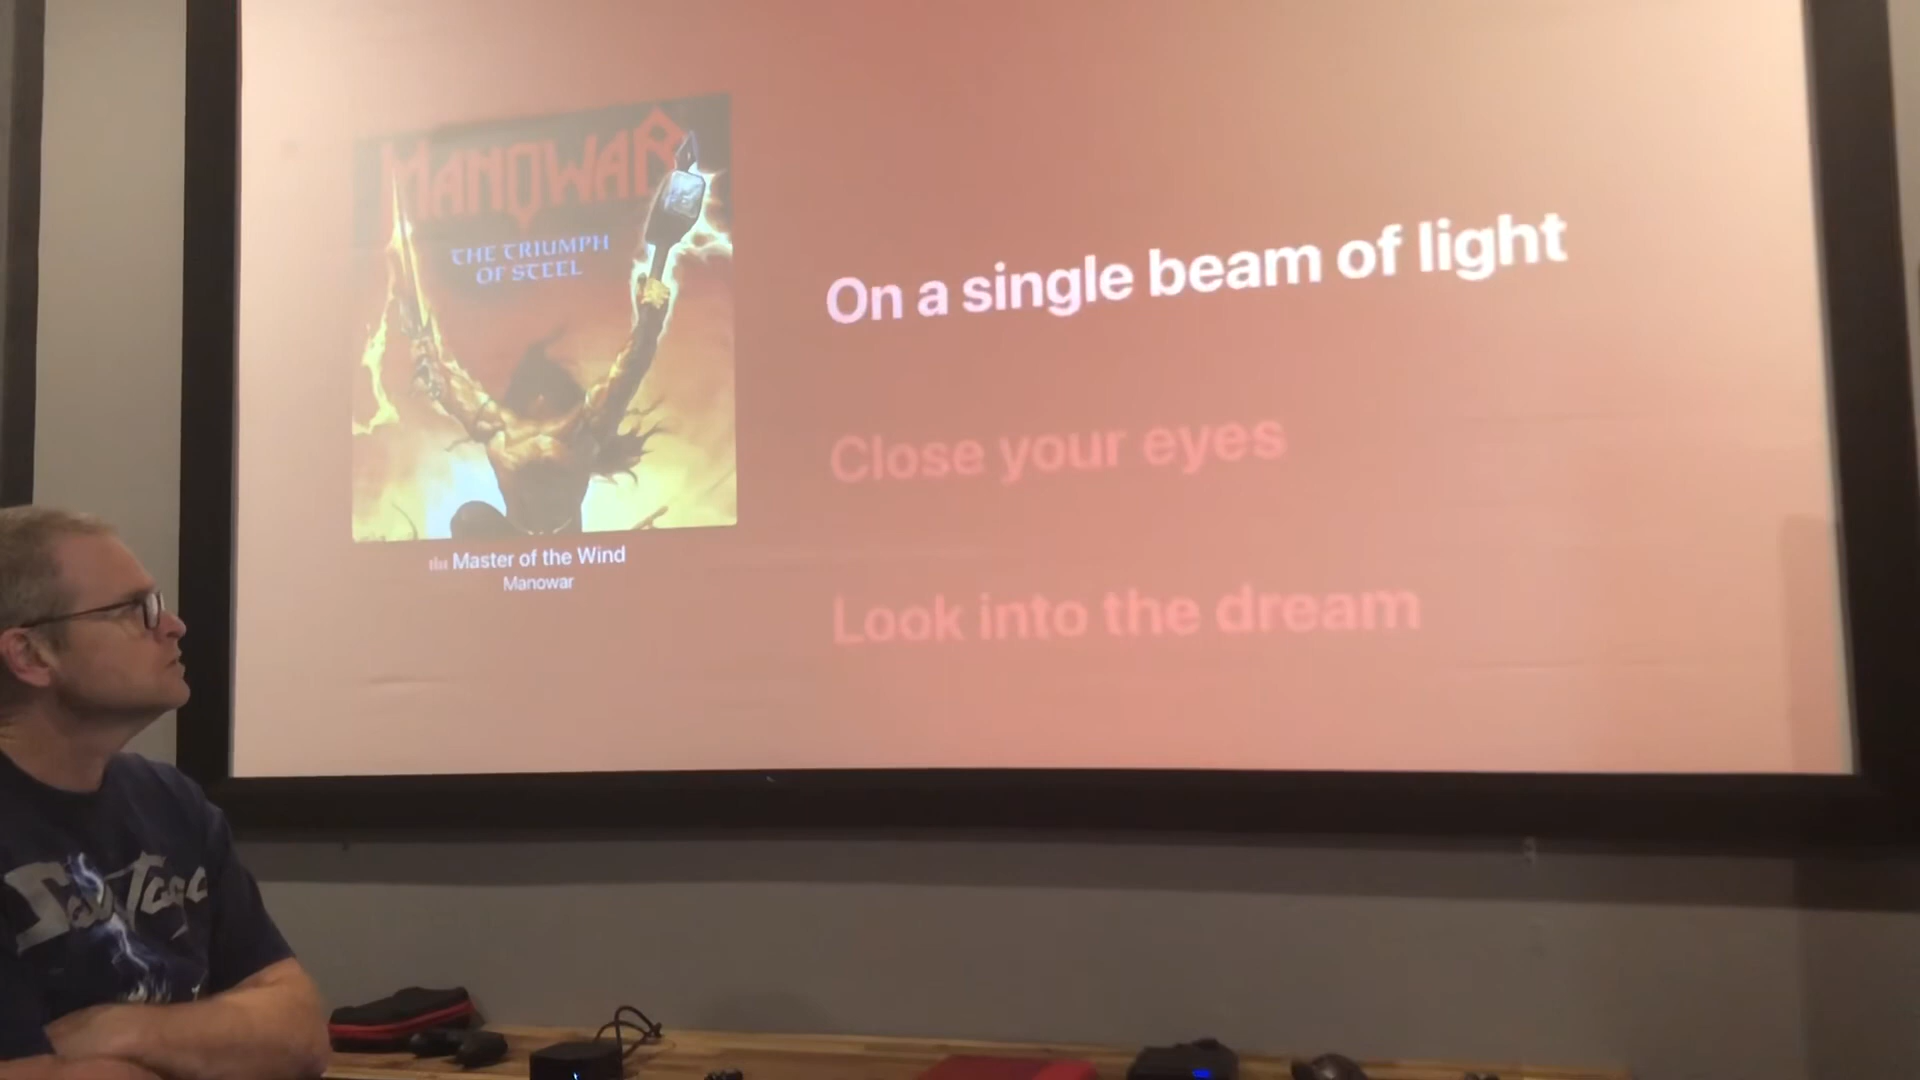 MANOWAR
THE TRIUMPH
OF STEEL
Master of the Wind
Manowar
On a single beam of light
Close your eyes
Look into the dream